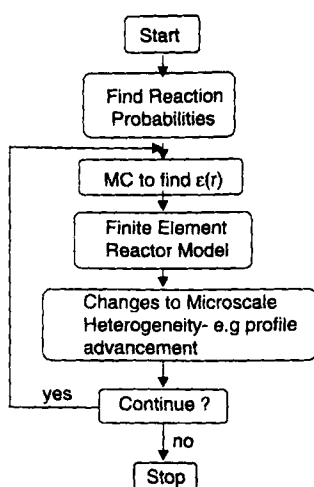 Start
Find Reaction
Probabilities
MC to find ε(r)
Finite Element
Reactor Model
Changes to Microscale
Heterogeneity- e.g profile
advancement
yes
Continue ?
no
Stop